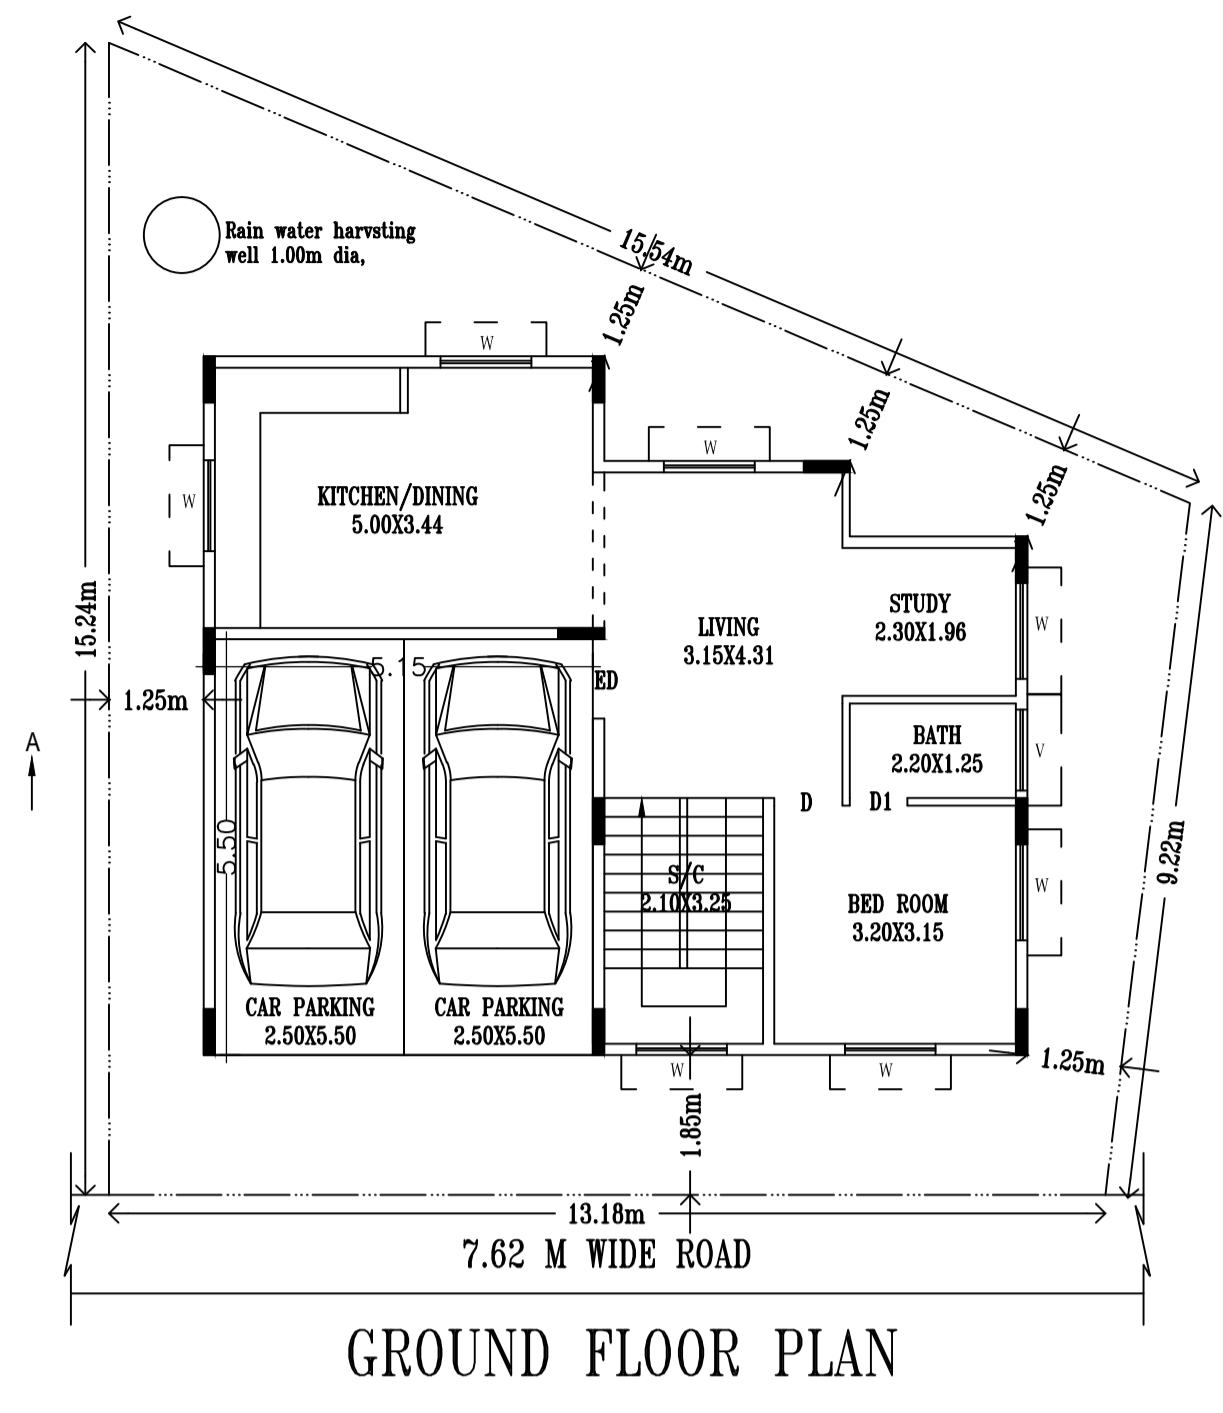 15.54m
Rain water harvsting
well 1.00m dia,
1.25m
W
1.25m
W
1.25m
W
KITCHEN/DINING
5.00X3.44
STUDY
2.30X1.96
W
LIVING
3.15X4.31
15.24m
5.15
ED
1.25m
A
BATH
2.20X1.25
V
D
D1
5.50
9.22m
S/C
2.10X3.25
W
BED ROOM
3.20X3.15
CAR PARKING
2.50X5.50
CAR PARKING
2.50X5.50
W
W
1.25m
1.85m
13.18m
7.62 M WIDE ROAD
GROUND FLOOR PLAN